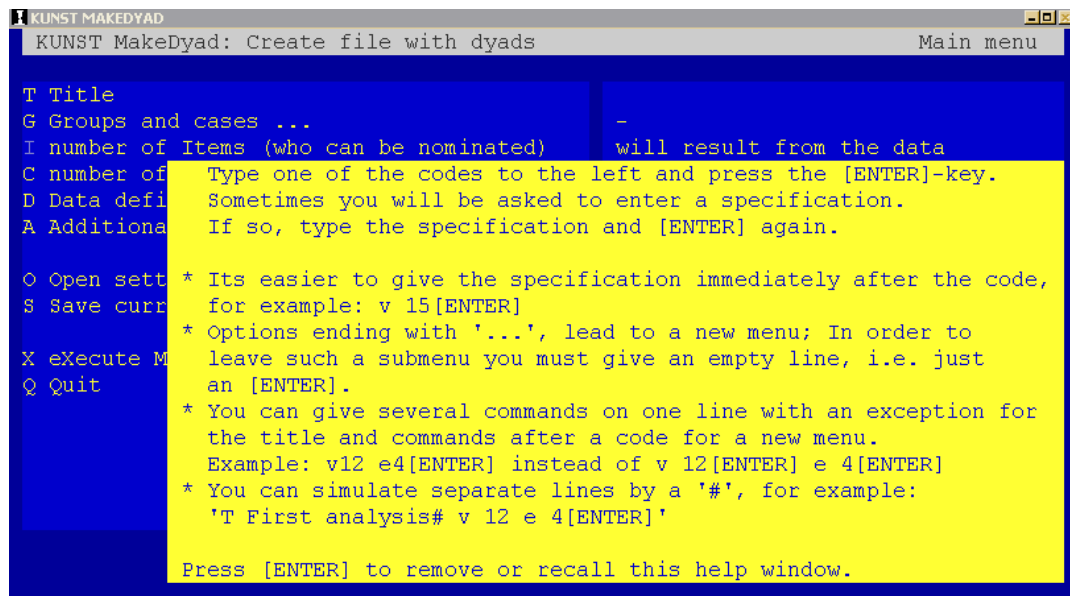 KUNST MAKEDYAD
KUNST MakeDyad: Create file with dyads Main menu
T Title
G Groups and cases ... -
I number of Items (who can be nominated) will result from the data
C number of
D Data defi
A Additiona
O Open sett
S Save curr
X eXecute M
Q Quit
Type one of the codes to the left and press the [ENTER]-key.
Sometimes you will be asked to enter a specification.
If so, type the specification and [ENTER] again.
* Its easier to give the specification immediately after the code,
for example: v 15[ENTER]
* Options ending with '...', lead to a new menu; In order to
leave such a submenu you must give an empty line, i.e. just
an [ENTER].
* You can give several commands on one line with an exception for
the title and commands after a code for a new menu.
Example: v12 e4[ENTER] instead of v 12[ENTER] e 4[ENTER]
* You can simulate separate lines by a '#', for example:
'T First analysis# v 12 e 4[ENTER]'
Press [ENTER] to remove or recall this help window.